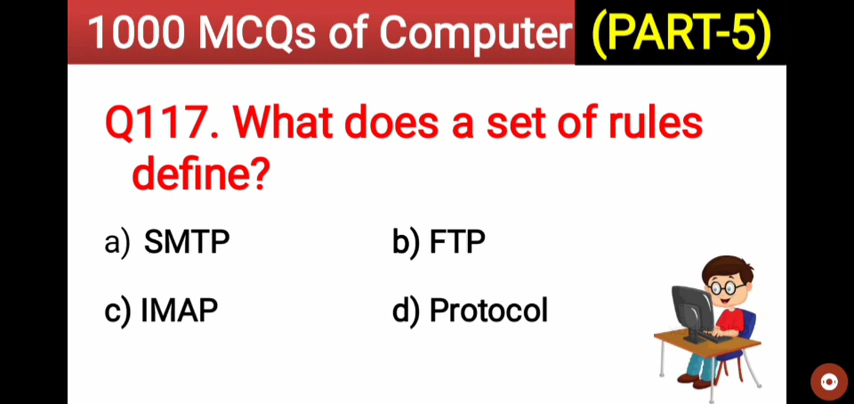 1000 MCQs of Computer (PART-5)
Q117. What does a set of rules
define?
a) SMTP b) FTP
c) IMAP d) Protocol